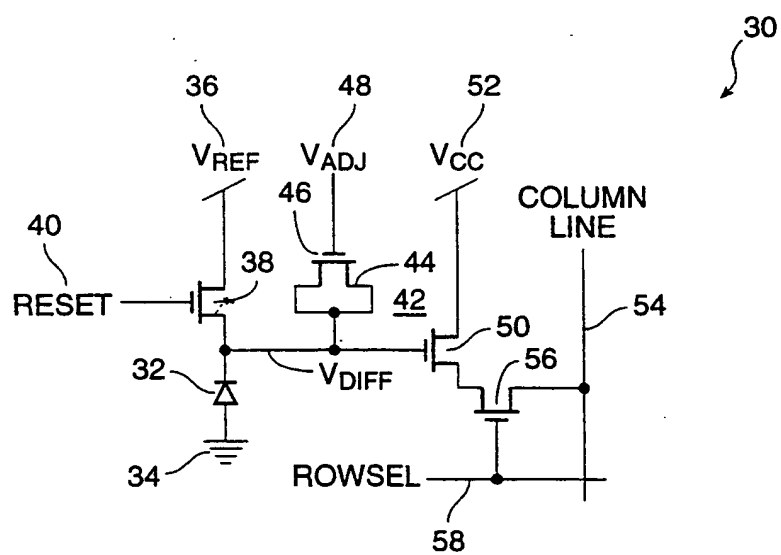 30
36
48
52
VREF
VADJ
VCC
COLUMN
LINE
46
40
38
44
42
RESET
54
50
32
VDIFF
56
34
ROWSEL
58